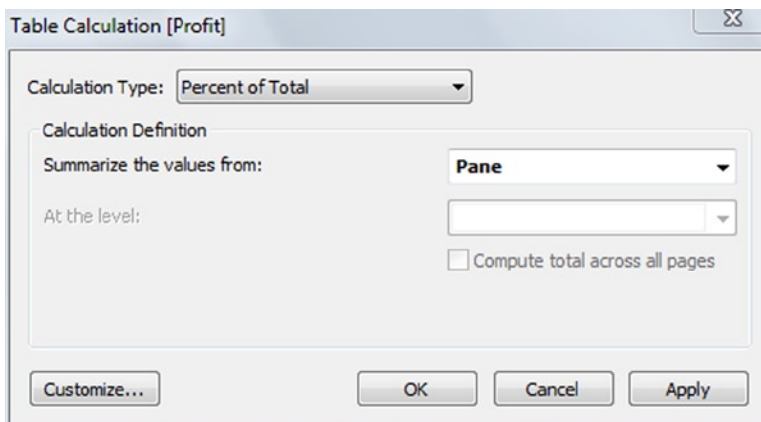 Table Calculation [Profit]
Calculation Type: Percent of Total
Calculation Definition
Summarize the values from: Pane
At the level:
Compute total across all pages
Customize... OK Cancel Apply